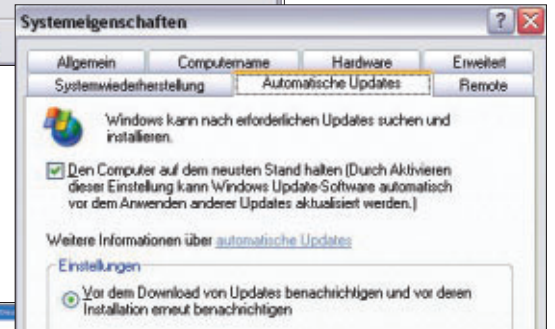 Systemeigenschaften
Allgemein Computername Hardware Erweitert
Systemwiederherstellung Automatische Updates Remote
Windows kann nach erforderlichen Updates suchen und
installieren.
Den Computer auf dem neusten Stand halten (Durch Aktivieren
dieser Einstellung kann Windows Update-Software automatisch
vor dem Anwenden anderer Updates aktualisiert werden.)
Weitere Informationen über automatische Updates
Einstellungen
Vor dem Download von Updates benachrichtigen und vor deren
Installation erneut benachrichtigen